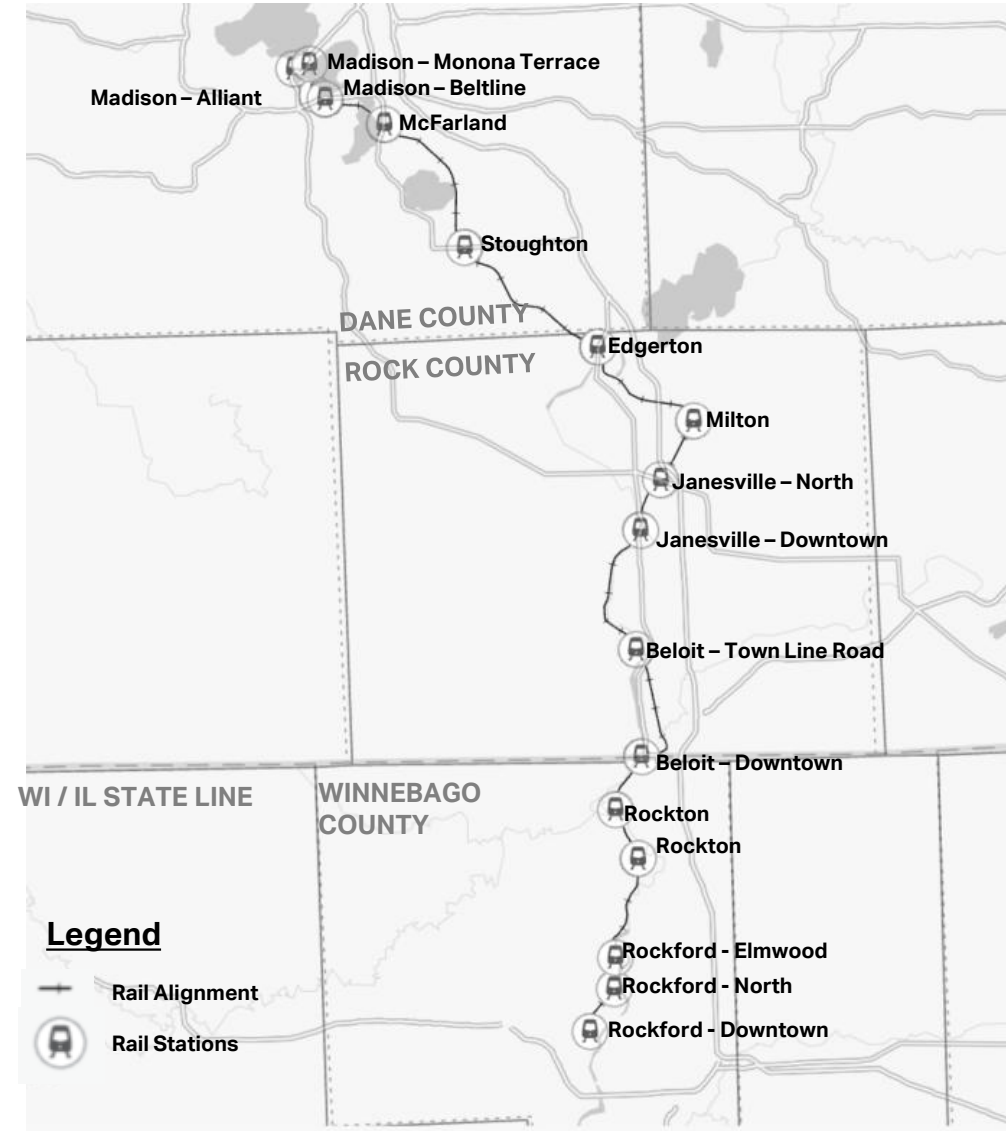 Madison – Monona Terrace
Madison – Alliant
Madison – Beltline
McFarland
Stoughton
DANE COUNTY
Edgerton
ROCK COUNTY
Milton
Janesville – North
Janesville – Downtown
Beloit – Town Line Road
Beloit – Downtown
WI / IL STATE LINE
WINNEBAGO
COUNTY
Rockton
Rockton
Legend
Rockford - Elmwood
Rockford - North
Rail Alignment
Rockford - Downtown
Rail Stations